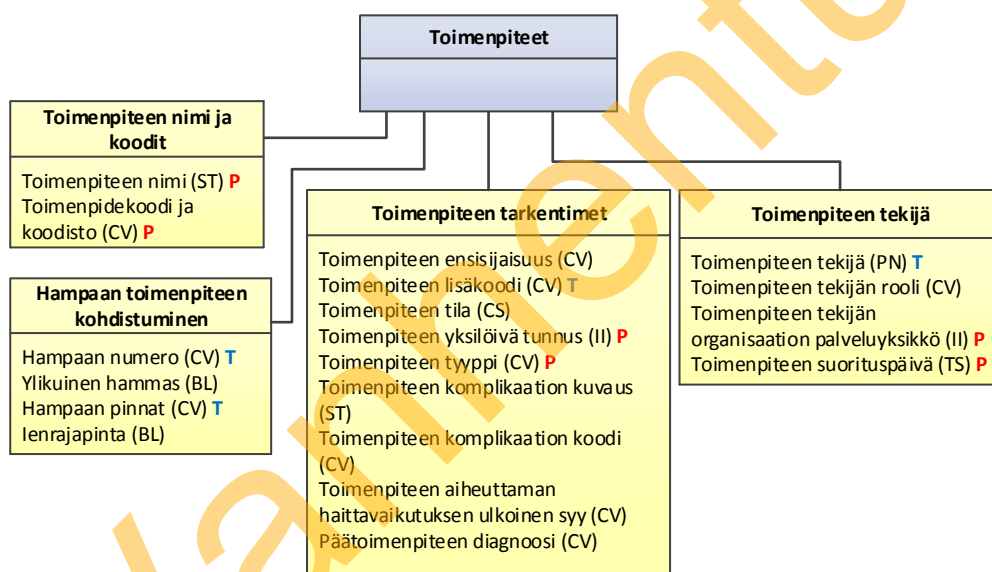 Toimenpiteet
Toimenpiteen nimi ja
koodit
Toimenpiteen nimi (ST) P
Toimenpidekoodi ja
koodisto (CV) P
Hampaan toimenpiteen
kohdistuminen
Hampaan numero (CV) T
Ylikuinen hammas (BL)
Hampaan pinnat (CV) T
Ienrajapinta (BL)
Toimenpiteen tarkentimet
Toimenpiteen ensisijaisuus (CV)
Toimenpiteen lisäkoodi (CV) T
Toimenpiteen tila (CS)
Toimenpiteen yksilöivä tunnus (II) P
Toimenpiteen tyyppi (CV) P
Toimenpiteen komplikaation kuvaus
(ST)
Toimenpiteen komplikaation koodi
(CV)
Toimenpiteen aiheuttaman
haittavaikutuksen ulkoinen syy (CV)
Päätoimenpiteen diagnoosi (CV)
Toimenpiteen tekijä
Toimenpiteen tekijä (PN) T
Toimenpiteen tekijän rooli (CV)
Toimenpiteen tekijän
organisaation palveluyksikkö (II) P
Toimenpiteen suorituspäivä (TS) P
Vanhentu